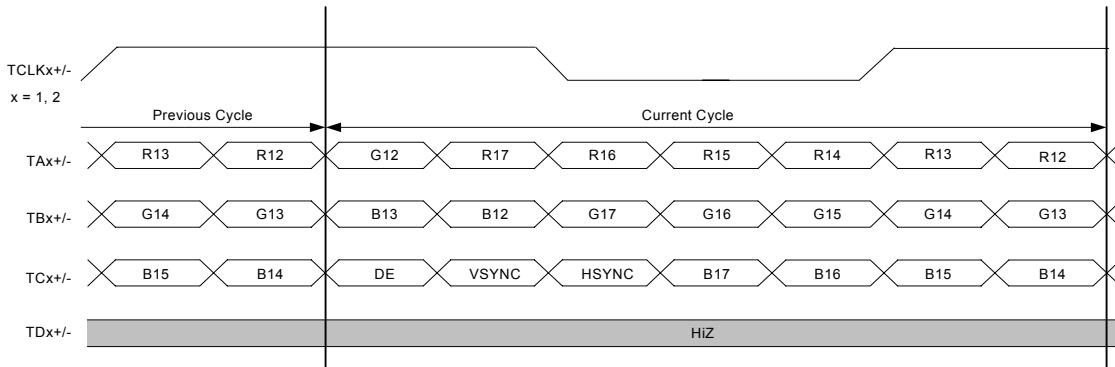 TCLKx+/-
x = 1, 2
Previous Cycle Current Cycle
TAx+/- R13 R12 G12 R17 R16 R15 R14 R13 R12
TBx+/- G14 G13 B13 B12 G17 G16 G15 G14 G13
TCx+/- B15 B14 DE VSYNC HSYNC B17 B16 B15 B14
TDx+/- HiZ